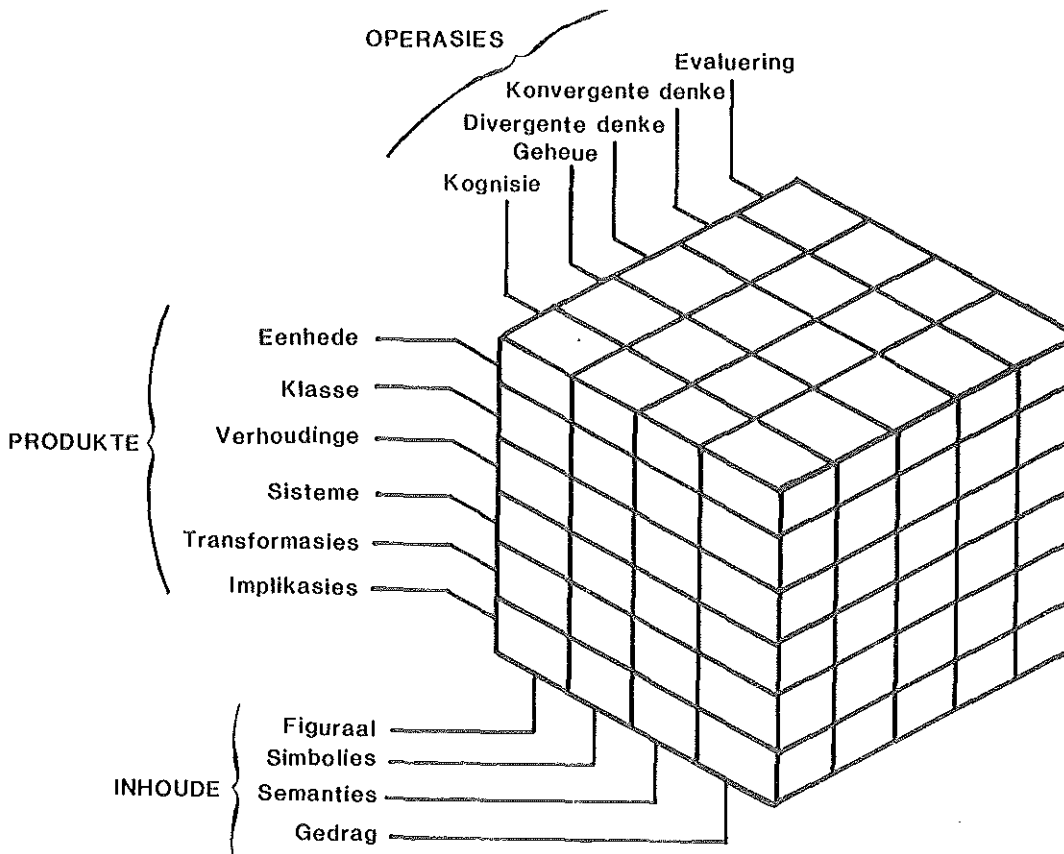 OPERASIES
Evaluering
Konvergente denke
Divergente denke
Geheue
Kognisie
PRODUKTE
Eenhede
Klasse
Verhoudinge
Sisteme
Transformasies
Implikasies
INHOUDE
Figuraal
Simbolies
Semanties
Gedrag